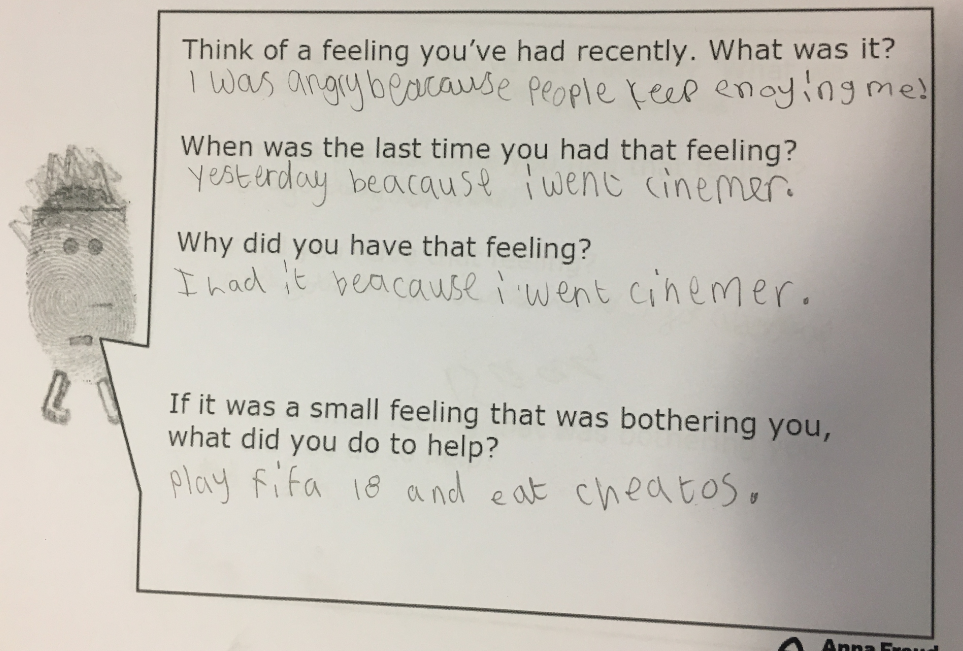 Think of a feeling you've had recently. What was it?
I was angry beacause people keep enoying me!
When was the last time you had that feeling?
Yesterday beacause i went cinemer.
Why did you have that feeling?
I had it beacause i went cinemer.
If it was a small feeling that was bothering you,
what did you do to help?
play fifa 18 and eat cheatos.
Anna Freud